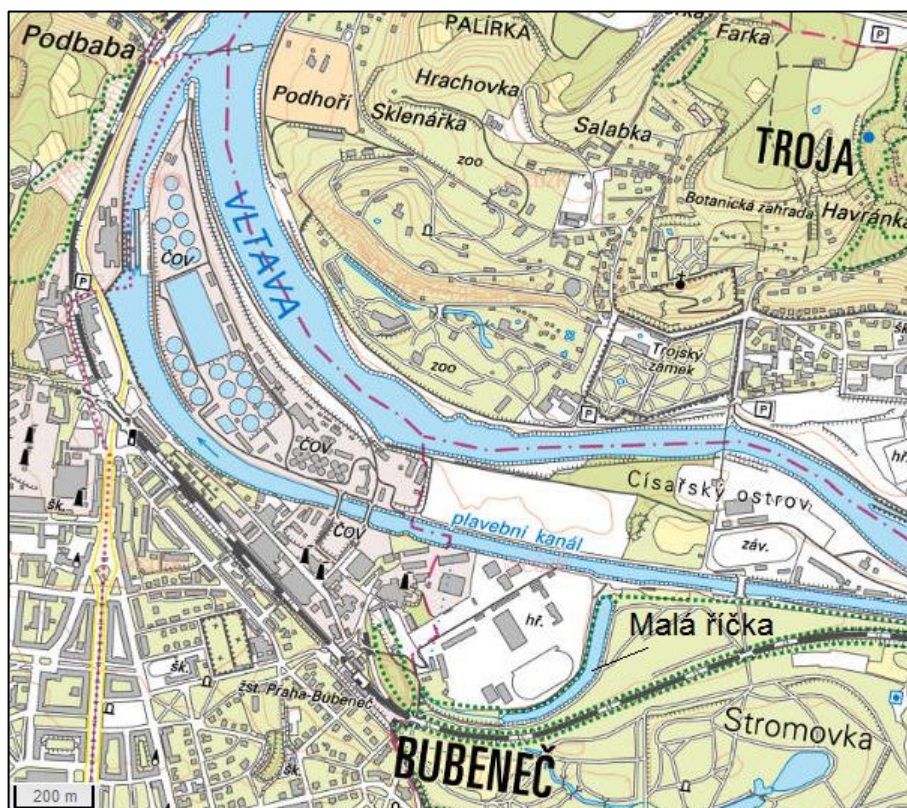 PALÍRKA
Farka
P
Podbaba
Hrachovka
Podhoří
Sklenářka
Salabka
TROJA
zoo
Botanická zahrada
Havránka
ČOV
VLTAVA
P
Trojský
zámek
šk.
zoo
P
P
hř.
ČOV
Císařský ostrov
šk.
plavební kanál
ČOV
záv.
hř.
Malá říčka
šk.
žst. Praha-Bubeneč
Stromovka
BUBENEČ
šk.
200 m